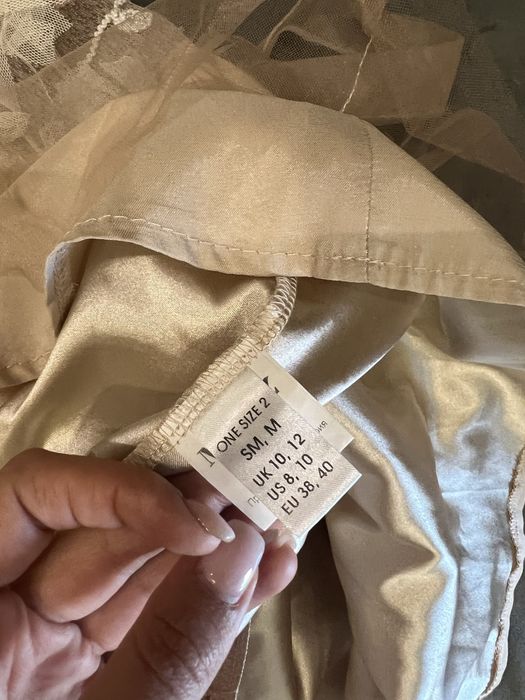 ONE SIZE 2
SM, M
UK 10, 12
US 8, 10
EU 38, 40